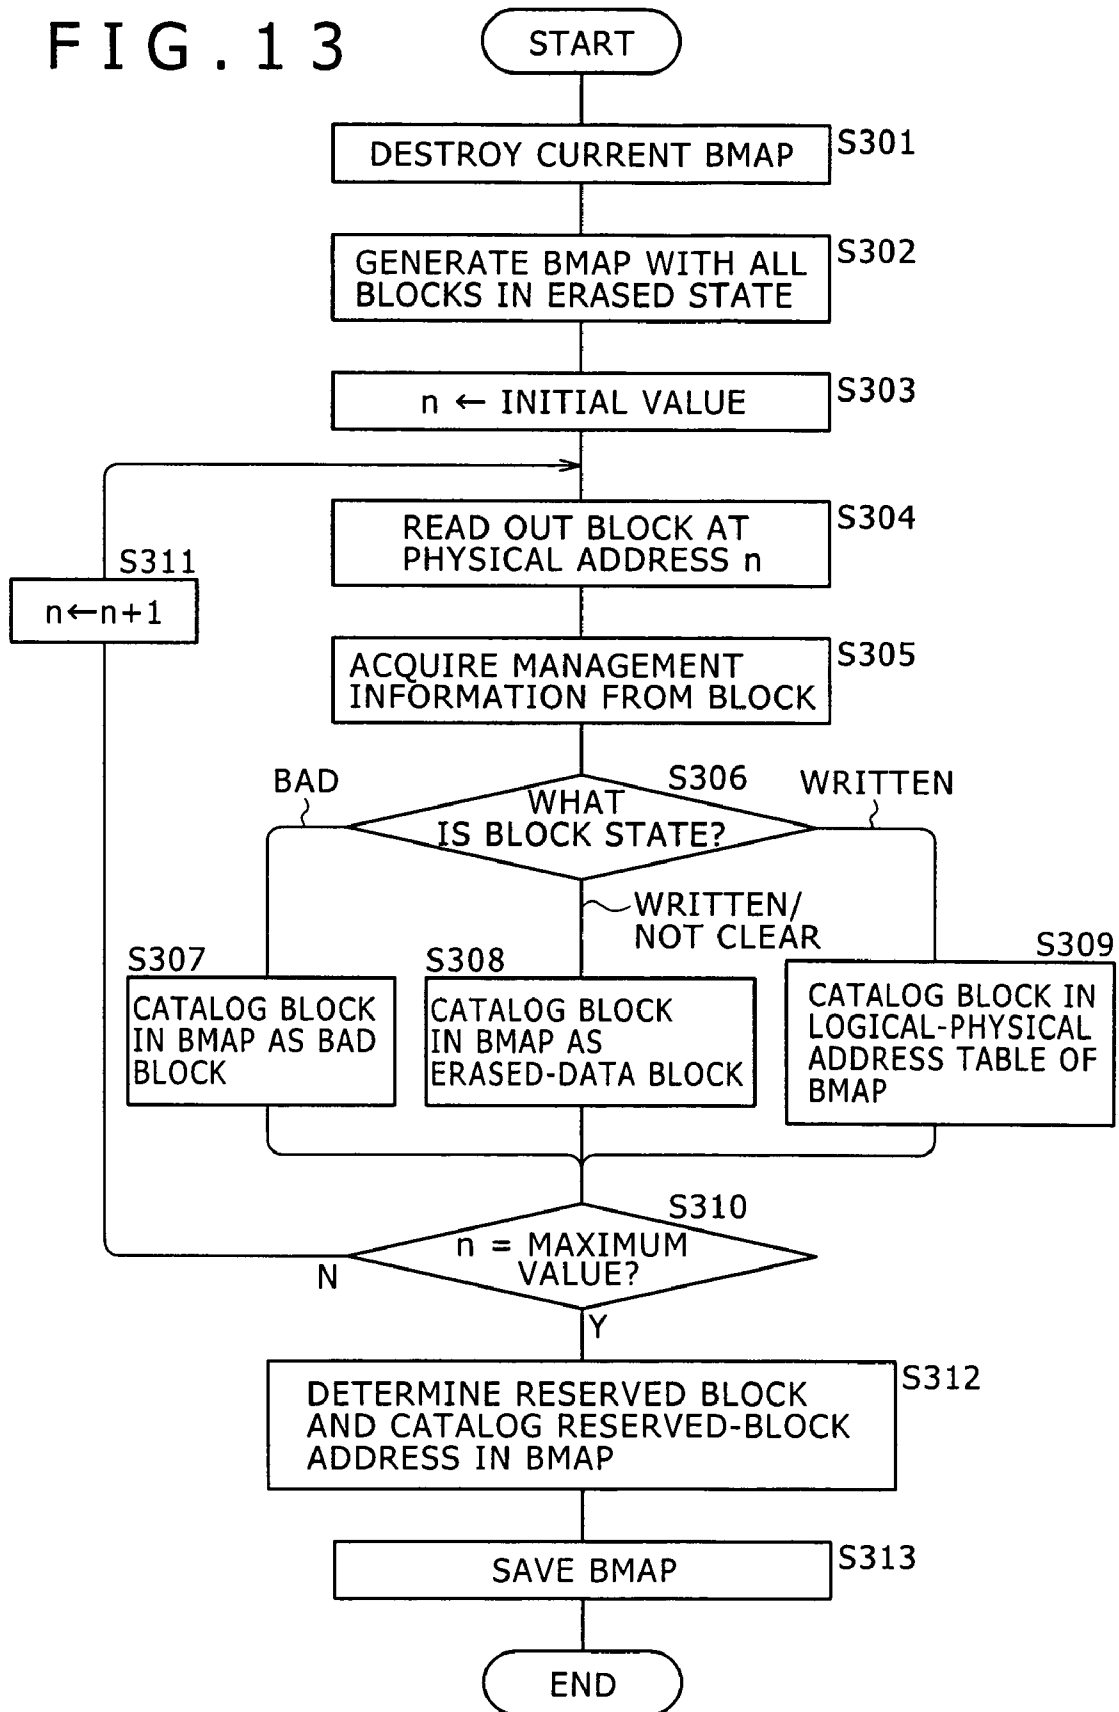 FIG.13
START
S301
DESTROY CURRENT BMAP
S302
GENERATE BMAP WITH ALL
BLOCKS IN ERASED STATE
S303
n ← INITIAL VALUE
S304
READ OUT BLOCK AT
PHYSICAL ADDRESS n
S311
n←n+1
S305
ACQUIRE MANAGEMENT
INFORMATION FROM BLOCK
S306
BAD
WRITTEN
WHAT
IS BLOCK STATE?
WRITTEN/
NOT CLEAR
S307
CATALOG BLOCK
IN BMAP AS BAD
BLOCK
S308
CATALOG BLOCK
IN BMAP AS
ERASED-DATA BLOCK
S309
CATALOG BLOCK IN
LOGICAL-PHYSICAL
ADDRESS TABLE OF
BMAP
S310
n = MAXIMUM
VALUE?
N
Y
S312
DETERMINE RESERVED BLOCK
AND CATALOG RESERVED-BLOCK
ADDRESS IN BMAP
S313
SAVE BMAP
END